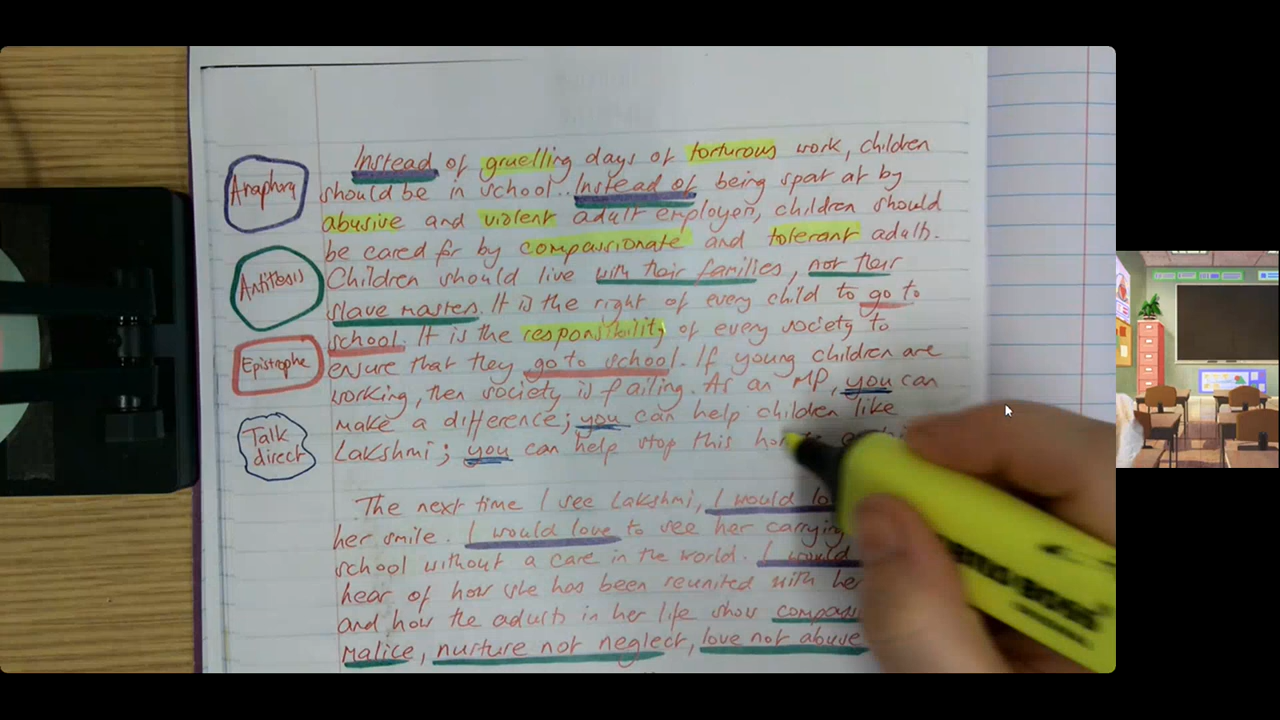 Anaphora
Antithesis
Epistrophe
Talk
direct
Instead of gruelling days of torturous work, children
should be in school. Instead of being spat at by
abusive and violent adult employers, children should
be cared for by compassionate and tolerant adults.
Children should live with their families, not their
slave masters. It is the right of every child to go to
school. It is the responsibility of every society to
ensure that they go to school. If young children are
working, then society is failing. As an MP, you can
make a difference; you can help children like
Lakshmi; you can help stop this
The next time I see Lakshmi, I would
her smile. I would love to see her carrying
school without a care in the world. I would
hear of how she has been reunited with her
and how the adults in her life show
malice, nurture not neglect, love not abuse